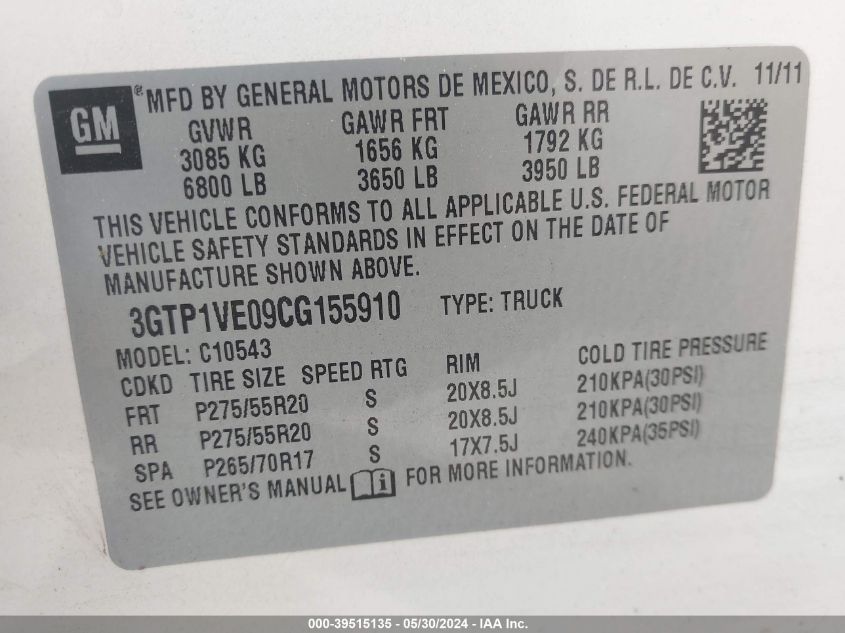 GM
® MFD BY GENERAL MOTORS DE MEXICO, S. DE R.L. DE C.V. 11/11
GVWR GAWR FRT GAWR RR
3085 KG 1656 KG 1792 KG
6800 LB 3650 LB 3950 LB
THIS VEHICLE CONFORMS TO ALL APPLICABLE U.S. FEDERAL MOTOR
VEHICLE SAFETY STANDARDS IN EFFECT ON THE DATE OF
MANUFACTURE SHOWN ABOVE.
3GTP1VE09CG155910 TYPE: TRUCK
MODEL: C10543
CDKD TIRE SIZE SPEED RTG RIM COLD TIRE PRESSURE
FRT P275/55R20 S 20X8.5J 210KPA(30PSI)
RR P275/55R20 S 20X8.5J 210KPA(30PSI)
SPA P265/70R17 S 17X7.5J 240KPA(35PSI)
SEE OWNER'S MANUAL i FOR MORE INFORMATION.
000-39515135 - 05/30/2024 - IAA Inc.